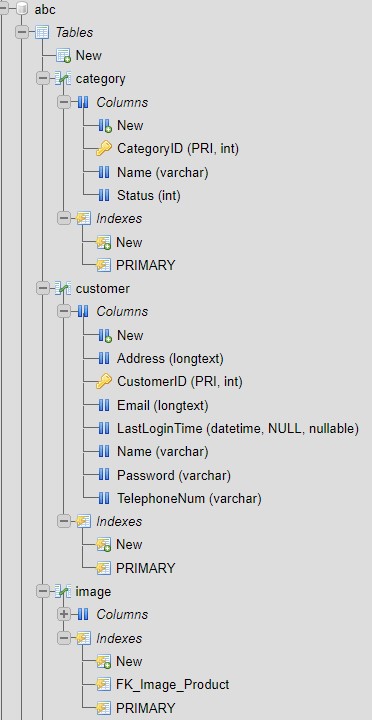 abc
Tables
New
category
Columns
New
CategoryID (PRI, int)
Name (varchar)
Status (int)
Indexes
New
PRIMARY
customer
Columns
New
Address (longtext)
CustomerID (PRI, int)
Email (longtext)
LastLoginTime (datetime, NULL, nullable)
Name (varchar)
Password (varchar)
TelephoneNum (varchar)
Indexes
New
PRIMARY
image
Columns
Indexes
New
FK_Image_Product
PRIMARY